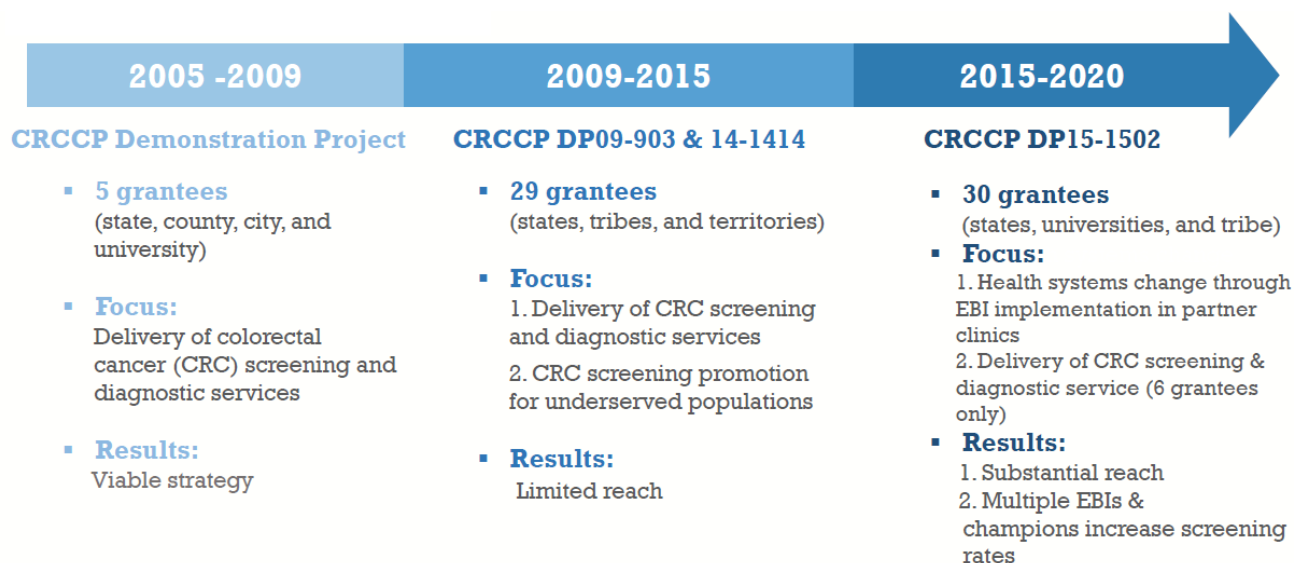 2005 -2009
2009-2015
2015-2020
CRCCP Demonstration Project
▪ 5 grantees
(state, county, city, and
university)
▪ Focus:
Delivery of colorectal
cancer (CRC) screening and
diagnostic services
▪ Results:
Viable strategy
CRCCP DP09-903 & 14-1414
▪ 29 grantees
(states, tribes, and territories)
▪ Focus:
1. Delivery of CRC screening
and diagnostic services
2. CRC screening promotion
for underserved populations
▪ Results:
Limited reach
CRCCP DP15-1502
▪ 30 grantees
(states, universities, and tribe)
▪ Focus:
1. Health systems change through
EBI implementation in partner
clinics
2. Delivery of CRC screening &
diagnostic service (6 grantees
only)
▪ Results:
1. Substantial reach
2. Multiple EBIs &
champions increase screening
rates